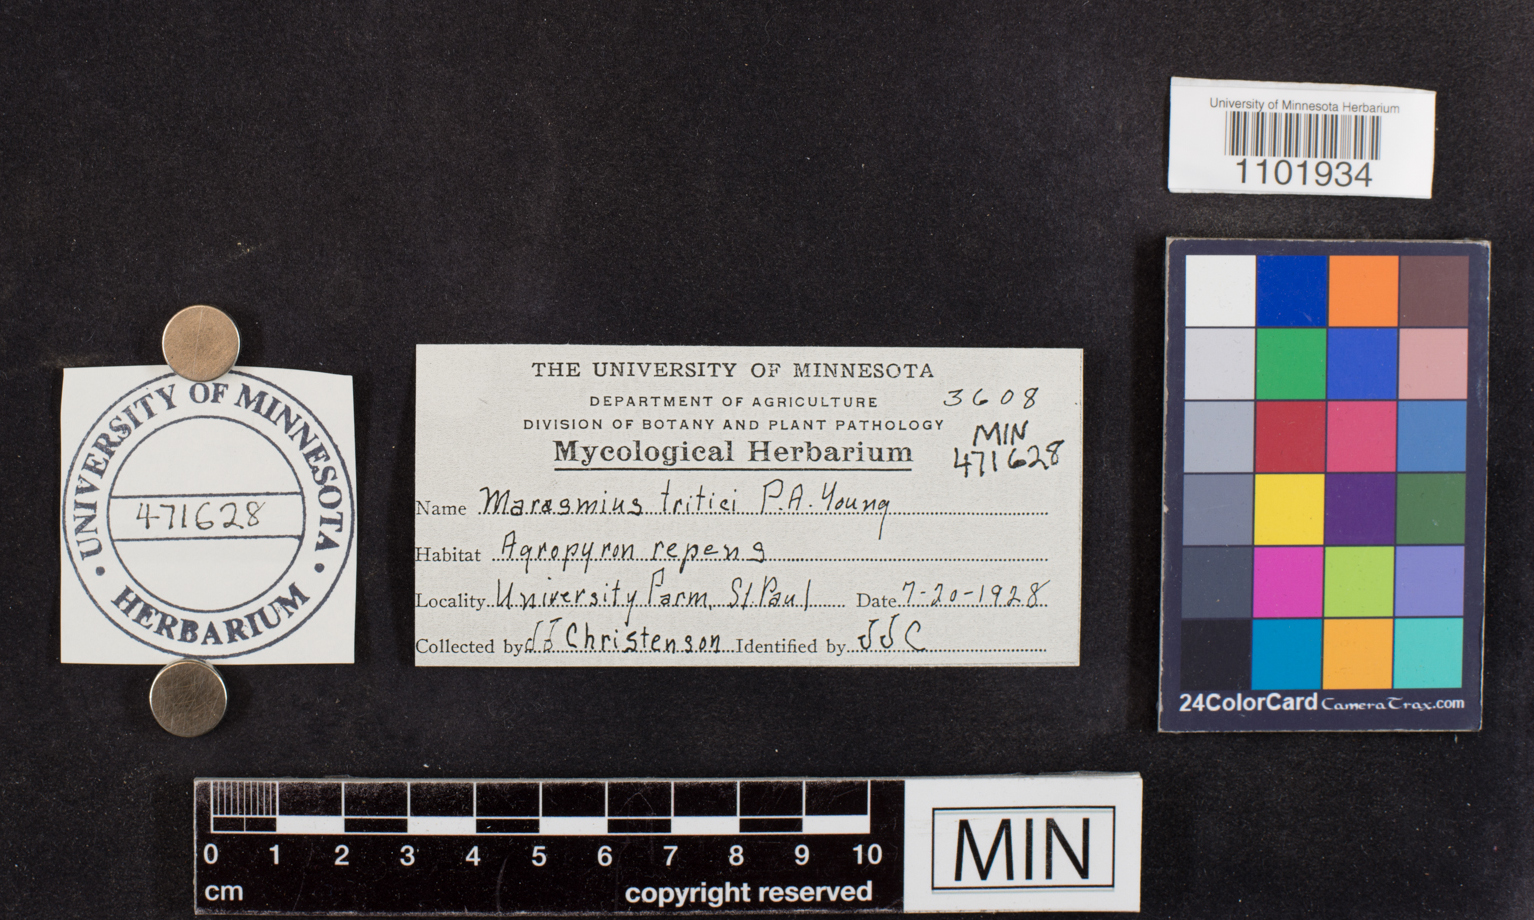 University of Minnesota Herbarium
1101934
UNIVERSITY OF MINNESOTA
471628
• HERBARIUM •
THE UNIVERSITY OF MINNESOTA
DEPARTMENT OF AGRICULTURE
3608
DIVISION OF BOTANY AND PLANT PATHOLOGY
Mycological Herbarium
MIN
471628
Name Marasmius tritici P.A. Young
Habitat Agropyron repens
Locality University Farm, St. Paul Date 7-20-1928
Collected by JJ Christenson Identified by JJC
24ColorCard CameraTrax.com
0 1 2 3 4 5 6 7 8 9 10
cm copyright reserved
MIN